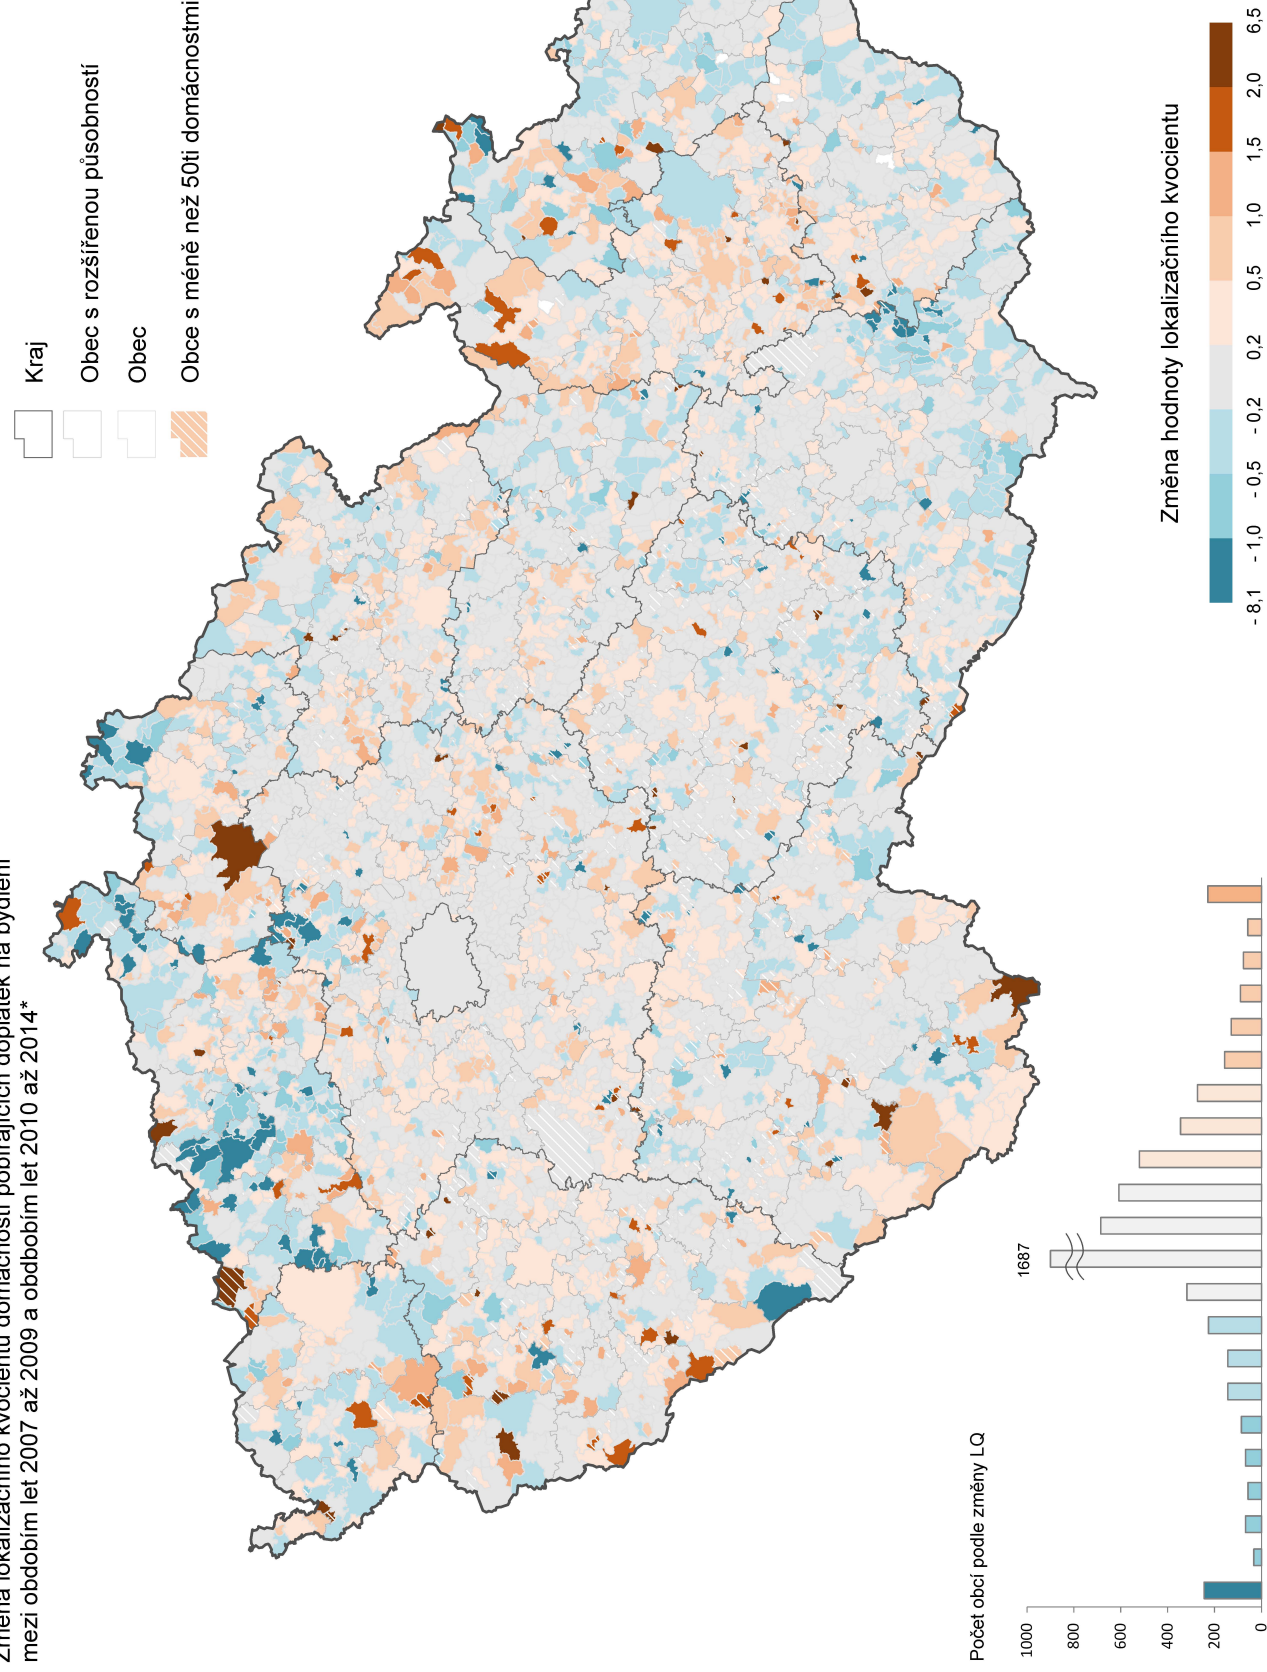 Změna lokalizačního kvocientu domácností pobírajících doplatek na bydlení
mezi obdobím let 2007 až 2009 a obdbobím let 2010 až 2014*
Kraj
Obec s rozšířenou působností
Obec
Obce s méně než 50ti domácnostmi
Počet obcí podle změny LQ
1000
800
600
400
200
0
1687
Změna hodnoty lokalizačního kvocientu
- 8,1 - 1,0 - 0,5 - 0,2 0,2 0,5 1,0 1,5 2,0 6,5